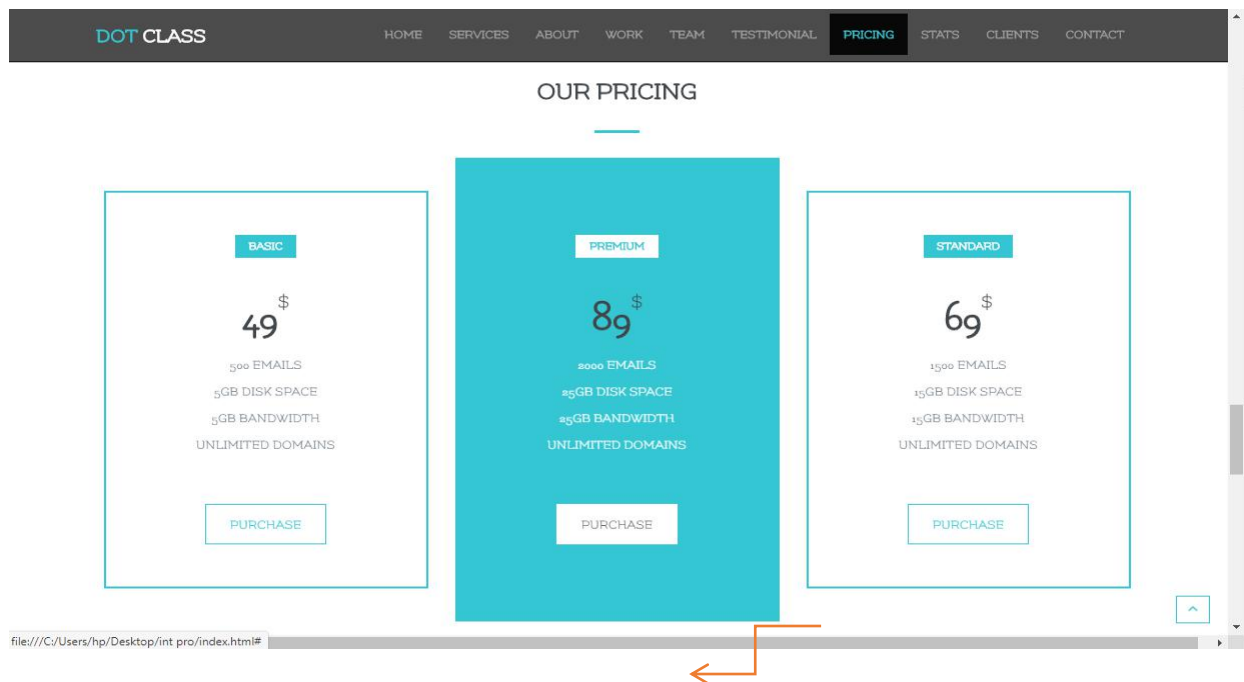 DOT CLASS HOME SERVICES ABOUT WORK TEAM TESTIMONIAL PRICING STATS CLIENTS CONTACT
OUR PRICING
BASIC
49$
500 EMAILS
5GB DISK SPACE
5GB BANDWIDTH
UNLIMITED DOMAINS
PURCHASE
PREMIUM
89$
2000 EMAILS
25GB DISK SPACE
25GB BANDWIDTH
UNLIMITED DOMAINS
PURCHASE
STANDARD
69$
1500 EMAILS
15GB DISK SPACE
15GB BANDWIDTH
UNLIMITED DOMAINS
PURCHASE
file:///C:/Users/hp/Desktop/int pro/index.html#